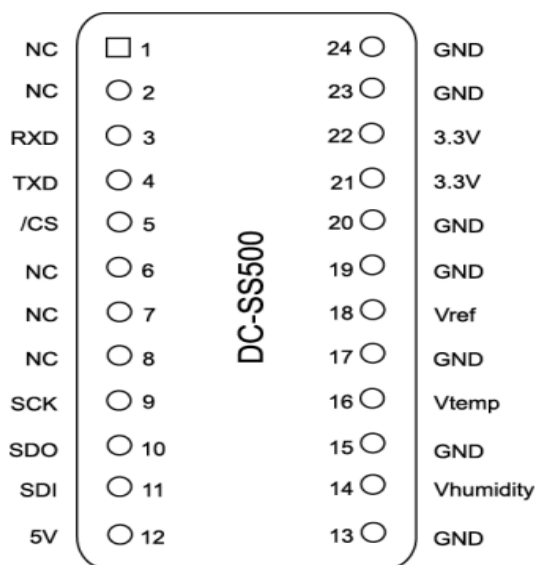 NC 1 24 GND
NC 2 23 GND
RXD 3 22 3.3V
TXD 4 21 3.3V
/CS 5 20 GND
NC 6 19 GND
NC 7 18 Vref
NC 8 17 GND
SCK 9 16 Vtemp
SDO 10 15 GND
SDI 11 14 Vhumidity
5V 12 13 GND
DC-SS500